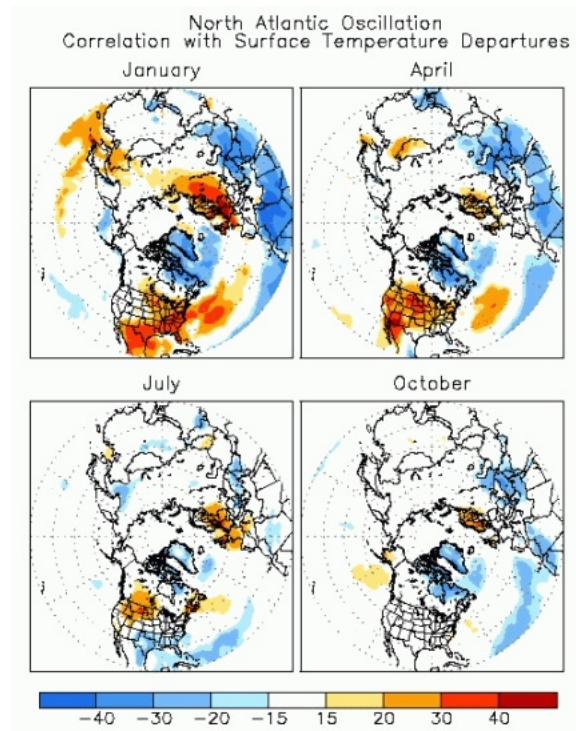 North Atlantic Oscillation
Correlation with Surface Temperature Departures
January April
July October
-40 -30 -20 -15 15 20 30 40